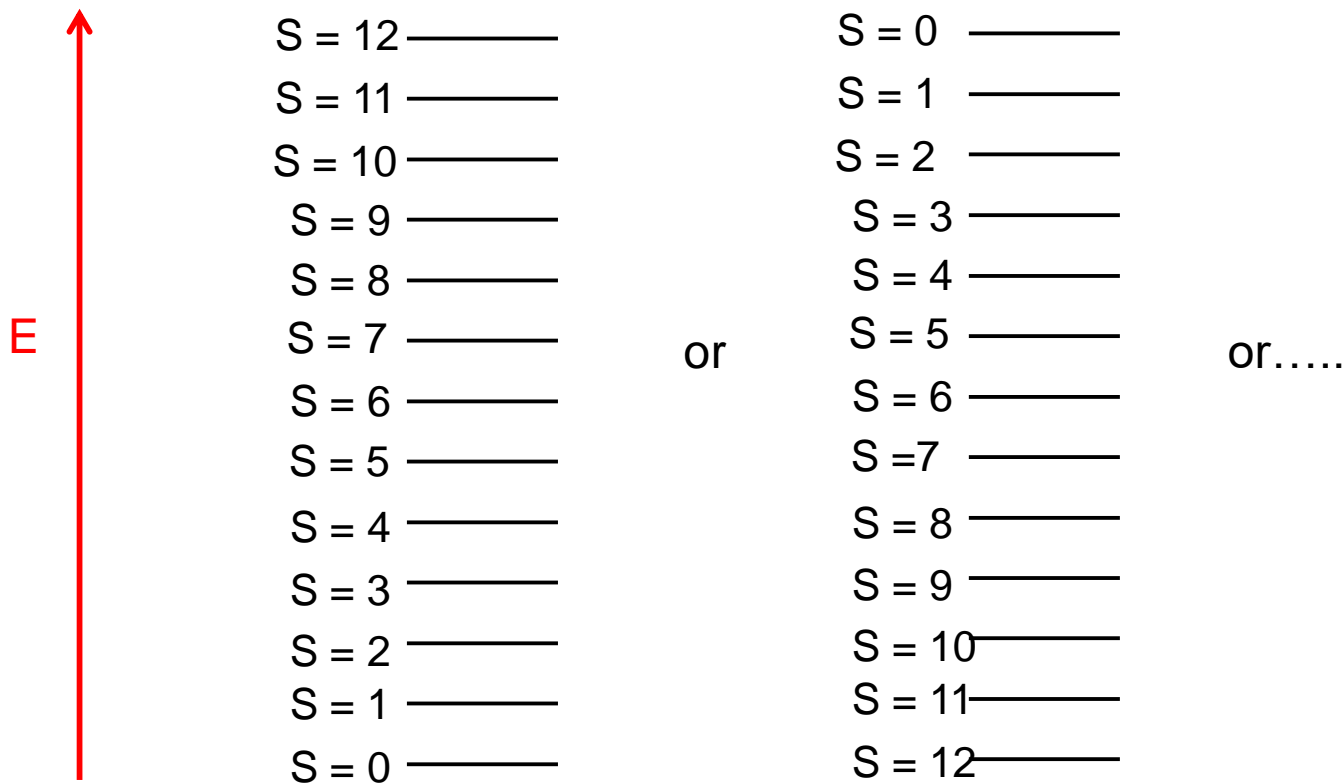 S = 12
S = 11
S = 10
S = 9
S = 8
S = 7
S = 6
S = 5
S = 4
S = 3
S = 2
S = 1
S = 0
E
or
S = 0
S = 1
S = 2
S = 3
S = 4
S = 5
S = 6
S =7
S = 8
S = 9
S = 10
S = 11
S = 12
or…..